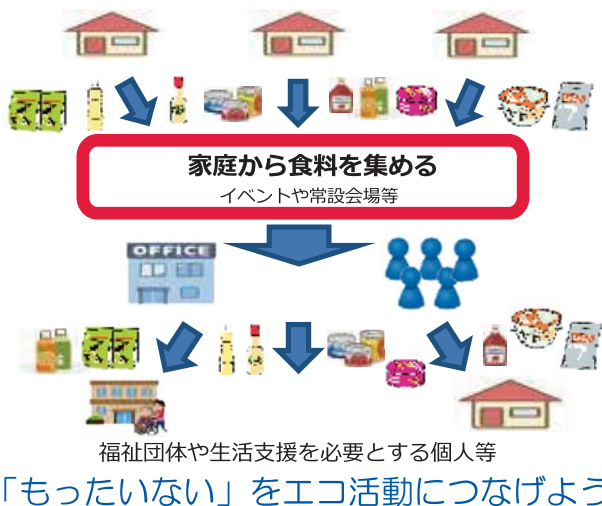 家庭から食料を集める
イベントや常設会場等
OFFICE
福祉団体や生活支援を必要とする個人等
「もったいない」をエコ活動につなげよう